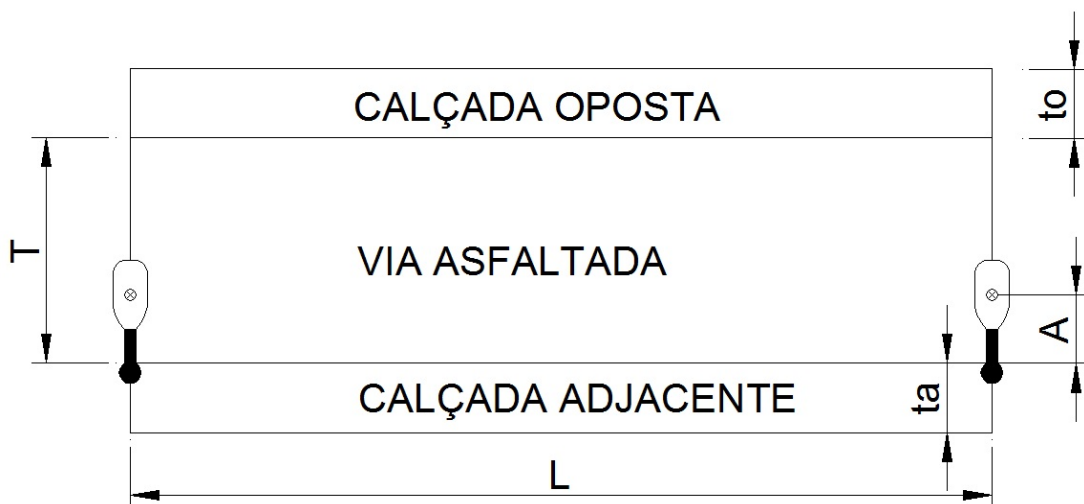 CALÇADA OPOSTA
to
T
VIA ASFALTADA
A
CALÇADA ADJACENTE
ta
L